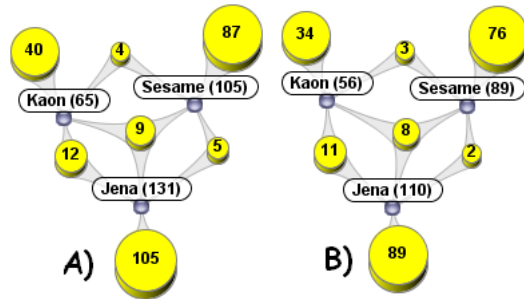 40
4
87
Kaon (65)
Sesame (105)
9
12
5
Jena (131)
A)
105
34
3
76
Kaon (56)
Sesame (89)
8
11
2
Jena (110)
B)
89